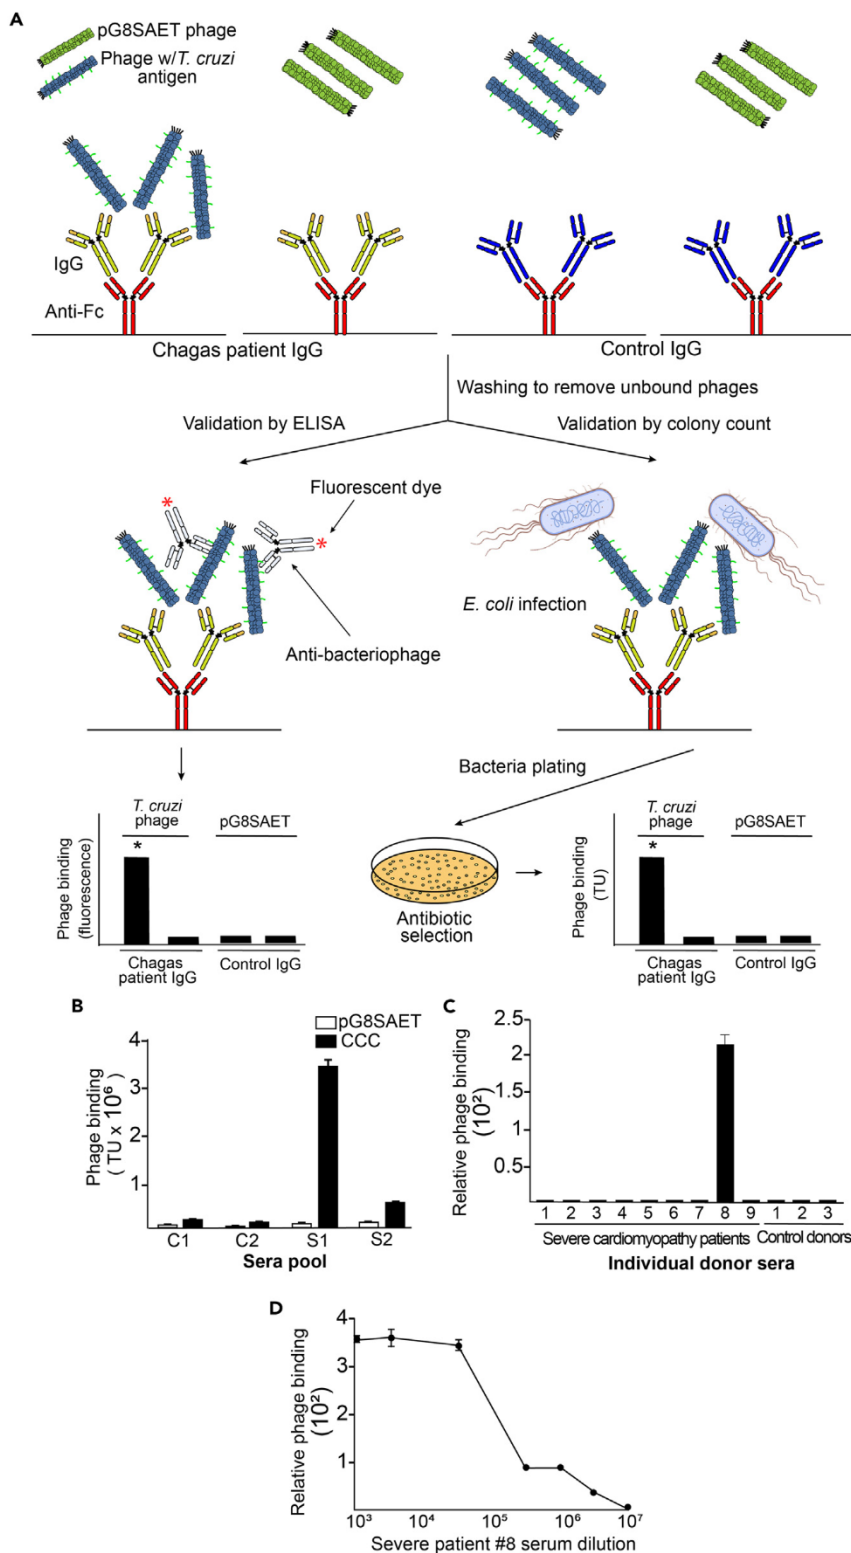 A
pG8SAET phage
Phage w/T. cruzi
antigen
IgG
Anti-Fc
Chagas patient IgG
Control IgG
Washing to remove unbound phages
Validation by ELISA
Validation by colony count
Fluorescent dye
*
*
E. coli infection
Anti-bacteriophage
Bacteria plating
T. cruzi
phage
pG8SAET
*
Phage binding
(fluorescence)
Chagas
patient IgG
Control IgG
Antibiotic
selection
T. cruzi
phage
pG8SAET
*
Phage binding
(TU)
Chagas
patient IgG
Control IgG
B
pG8SAET
CCC
Phage binding
( TU x 10⁶ )
4
3
2
1
C1 C2 S1 S2
Sera pool
C
Relative phage binding
(10²)
2.5
2
1.5
1
0.5
1 2 3 4 5 6 7 8 9 1 2 3
Severe cardiomyopathy patients Control donors
Individual donor sera
D
Relative phage binding
(10²)
4
3
2
1
10³ 10⁴ 10⁵ 10⁶ 10⁷
Severe patient #8 serum dilution